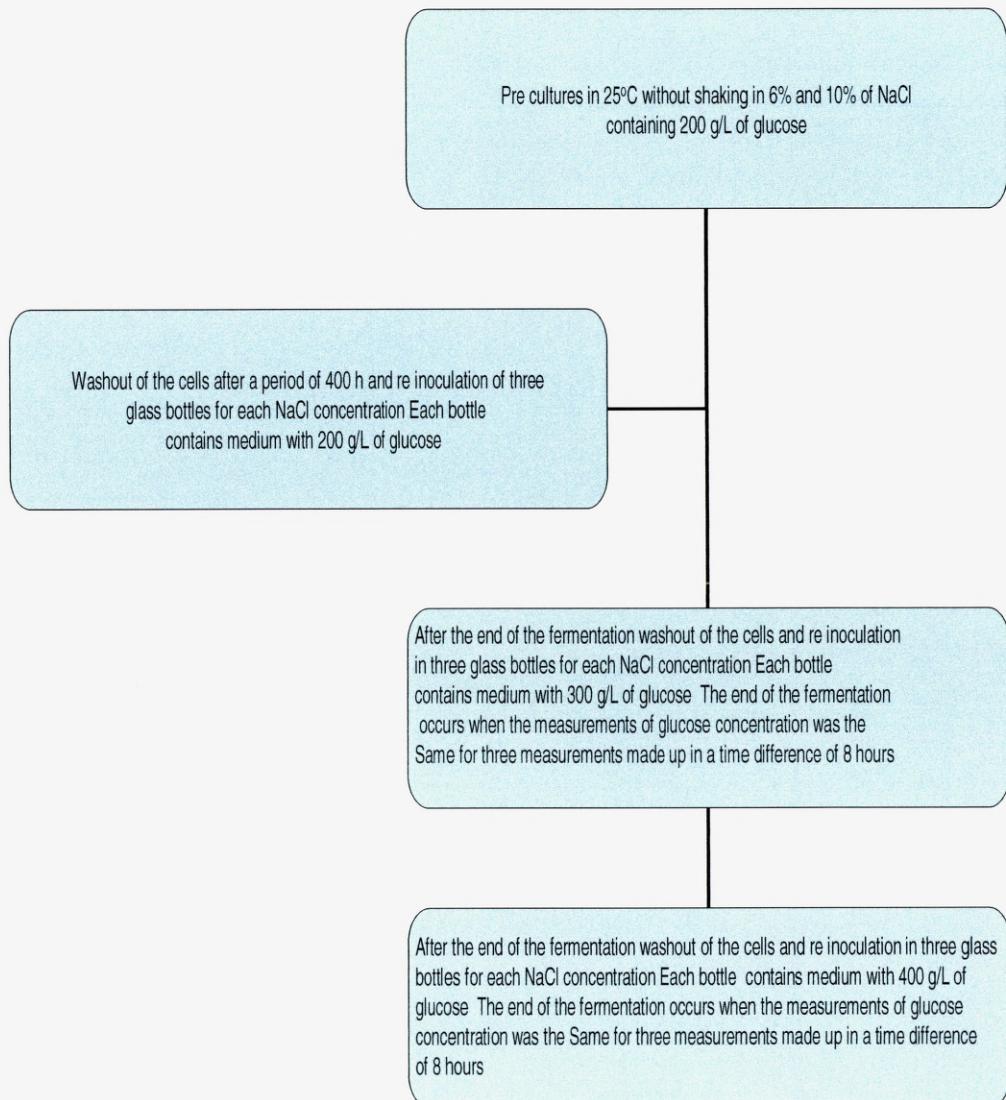 Pre cultures in 25ºC without shaking in 6% and 10% of NaCl
containing 200 g/L of glucose
Washout of the cells after a period of 400 h and re inoculation of three
glass bottles for each NaCl concentration Each bottle
contains medium with 200 g/L of glucose
After the end of the fermentation washout of the cells and re inoculation
in three glass bottles for each NaCl concentration Each bottle
contains medium with 300 g/L of glucose The end of the fermentation
occurs when the measurements of glucose concentration was the
Same for three measurements made up in a time difference of 8 hours
After the end of the fermentation washout of the cells and re inoculation in three glass
bottles for each NaCl concentration Each bottle contains medium with 400 g/L of
glucose The end of the fermentation occurs when the measurements of glucose
concentration was the Same for three measurements made up in a time difference
of 8 hours